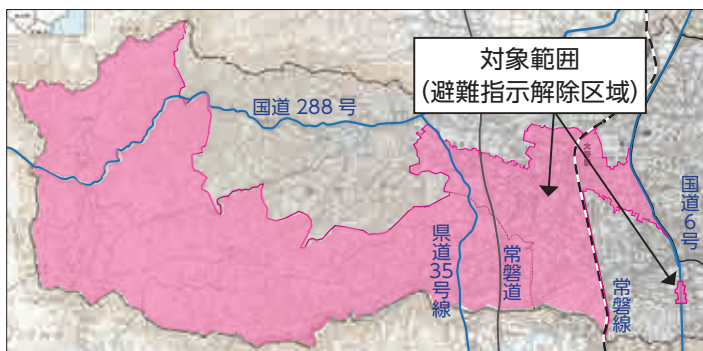 対象範囲
(避難指示解除区域)
国道 288 号
県道35号線
常磐道
常磐線
国道6号